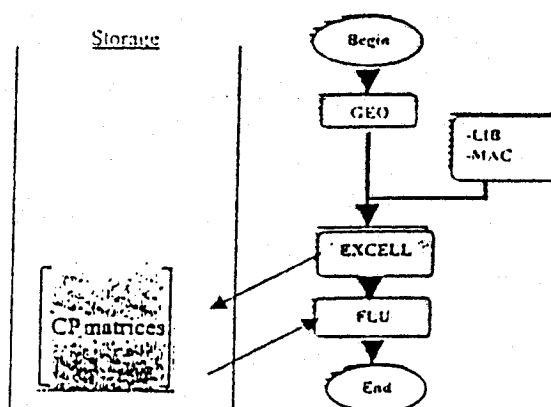 Storage
Begin
GEO
-LIB
-MAC
EXCELL
CP matrices
FLU
End